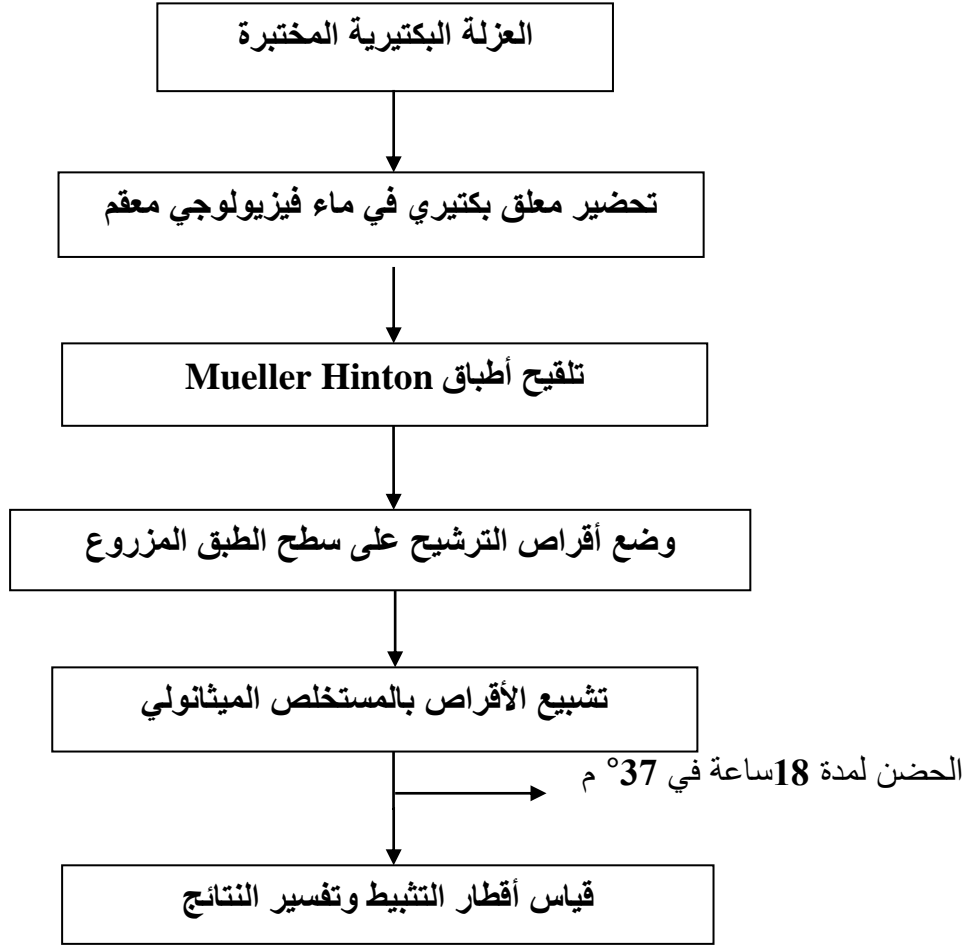 العزلة البكتيرية المختبرة
تحضير معلق بكتيري في ماء فيزيولوجي معقم
تلقيح أطباق Mueller Hinton
وضع أقراص الترشيح على سطح الطبق المزروع
تشبيع الأقراص بالمستخلص الميثانولي
الحضن لمدة 18ساعة في 37° م
قياس أقطار التثبيط وتفسير النتائج